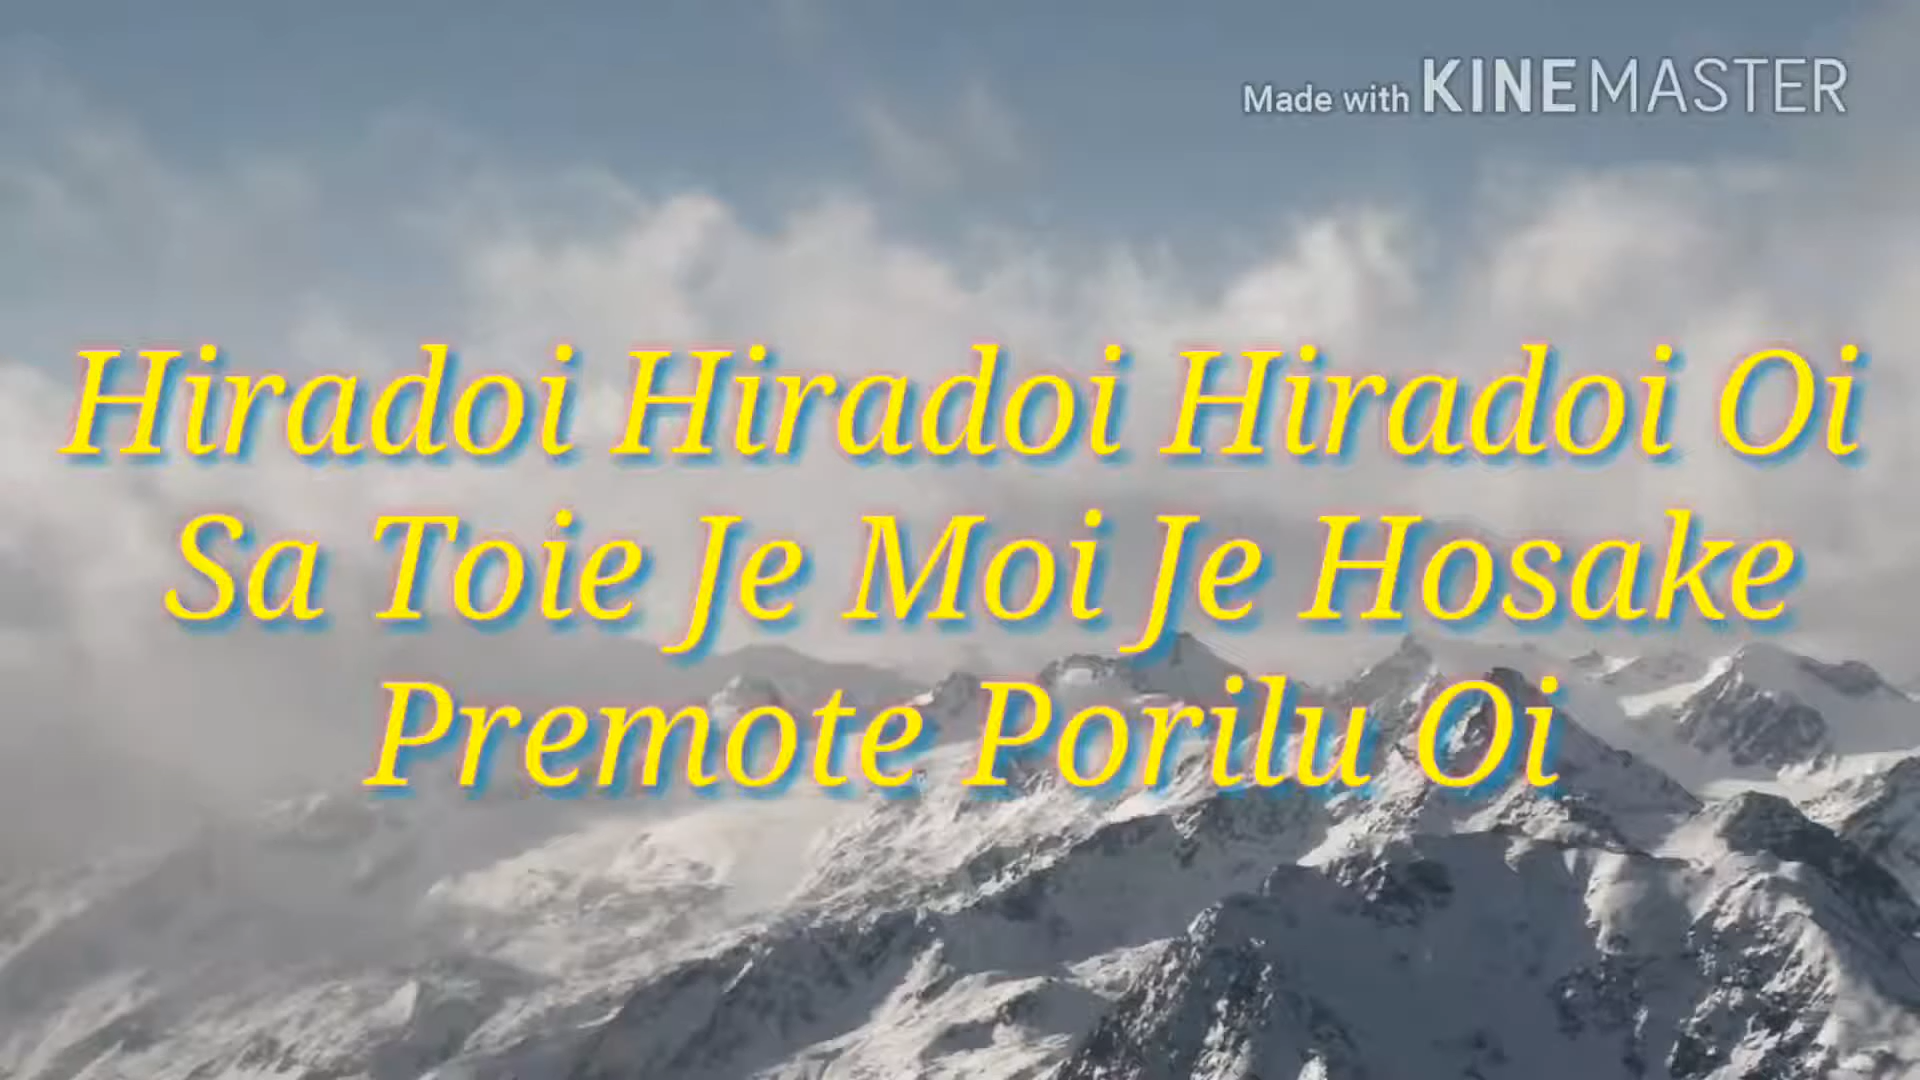 Made with KINEMASTER
Hiradoi Hiradoi Hiradoi Oi
Sa Toie Je Moi Je Hosake
Premote Porilu Oi